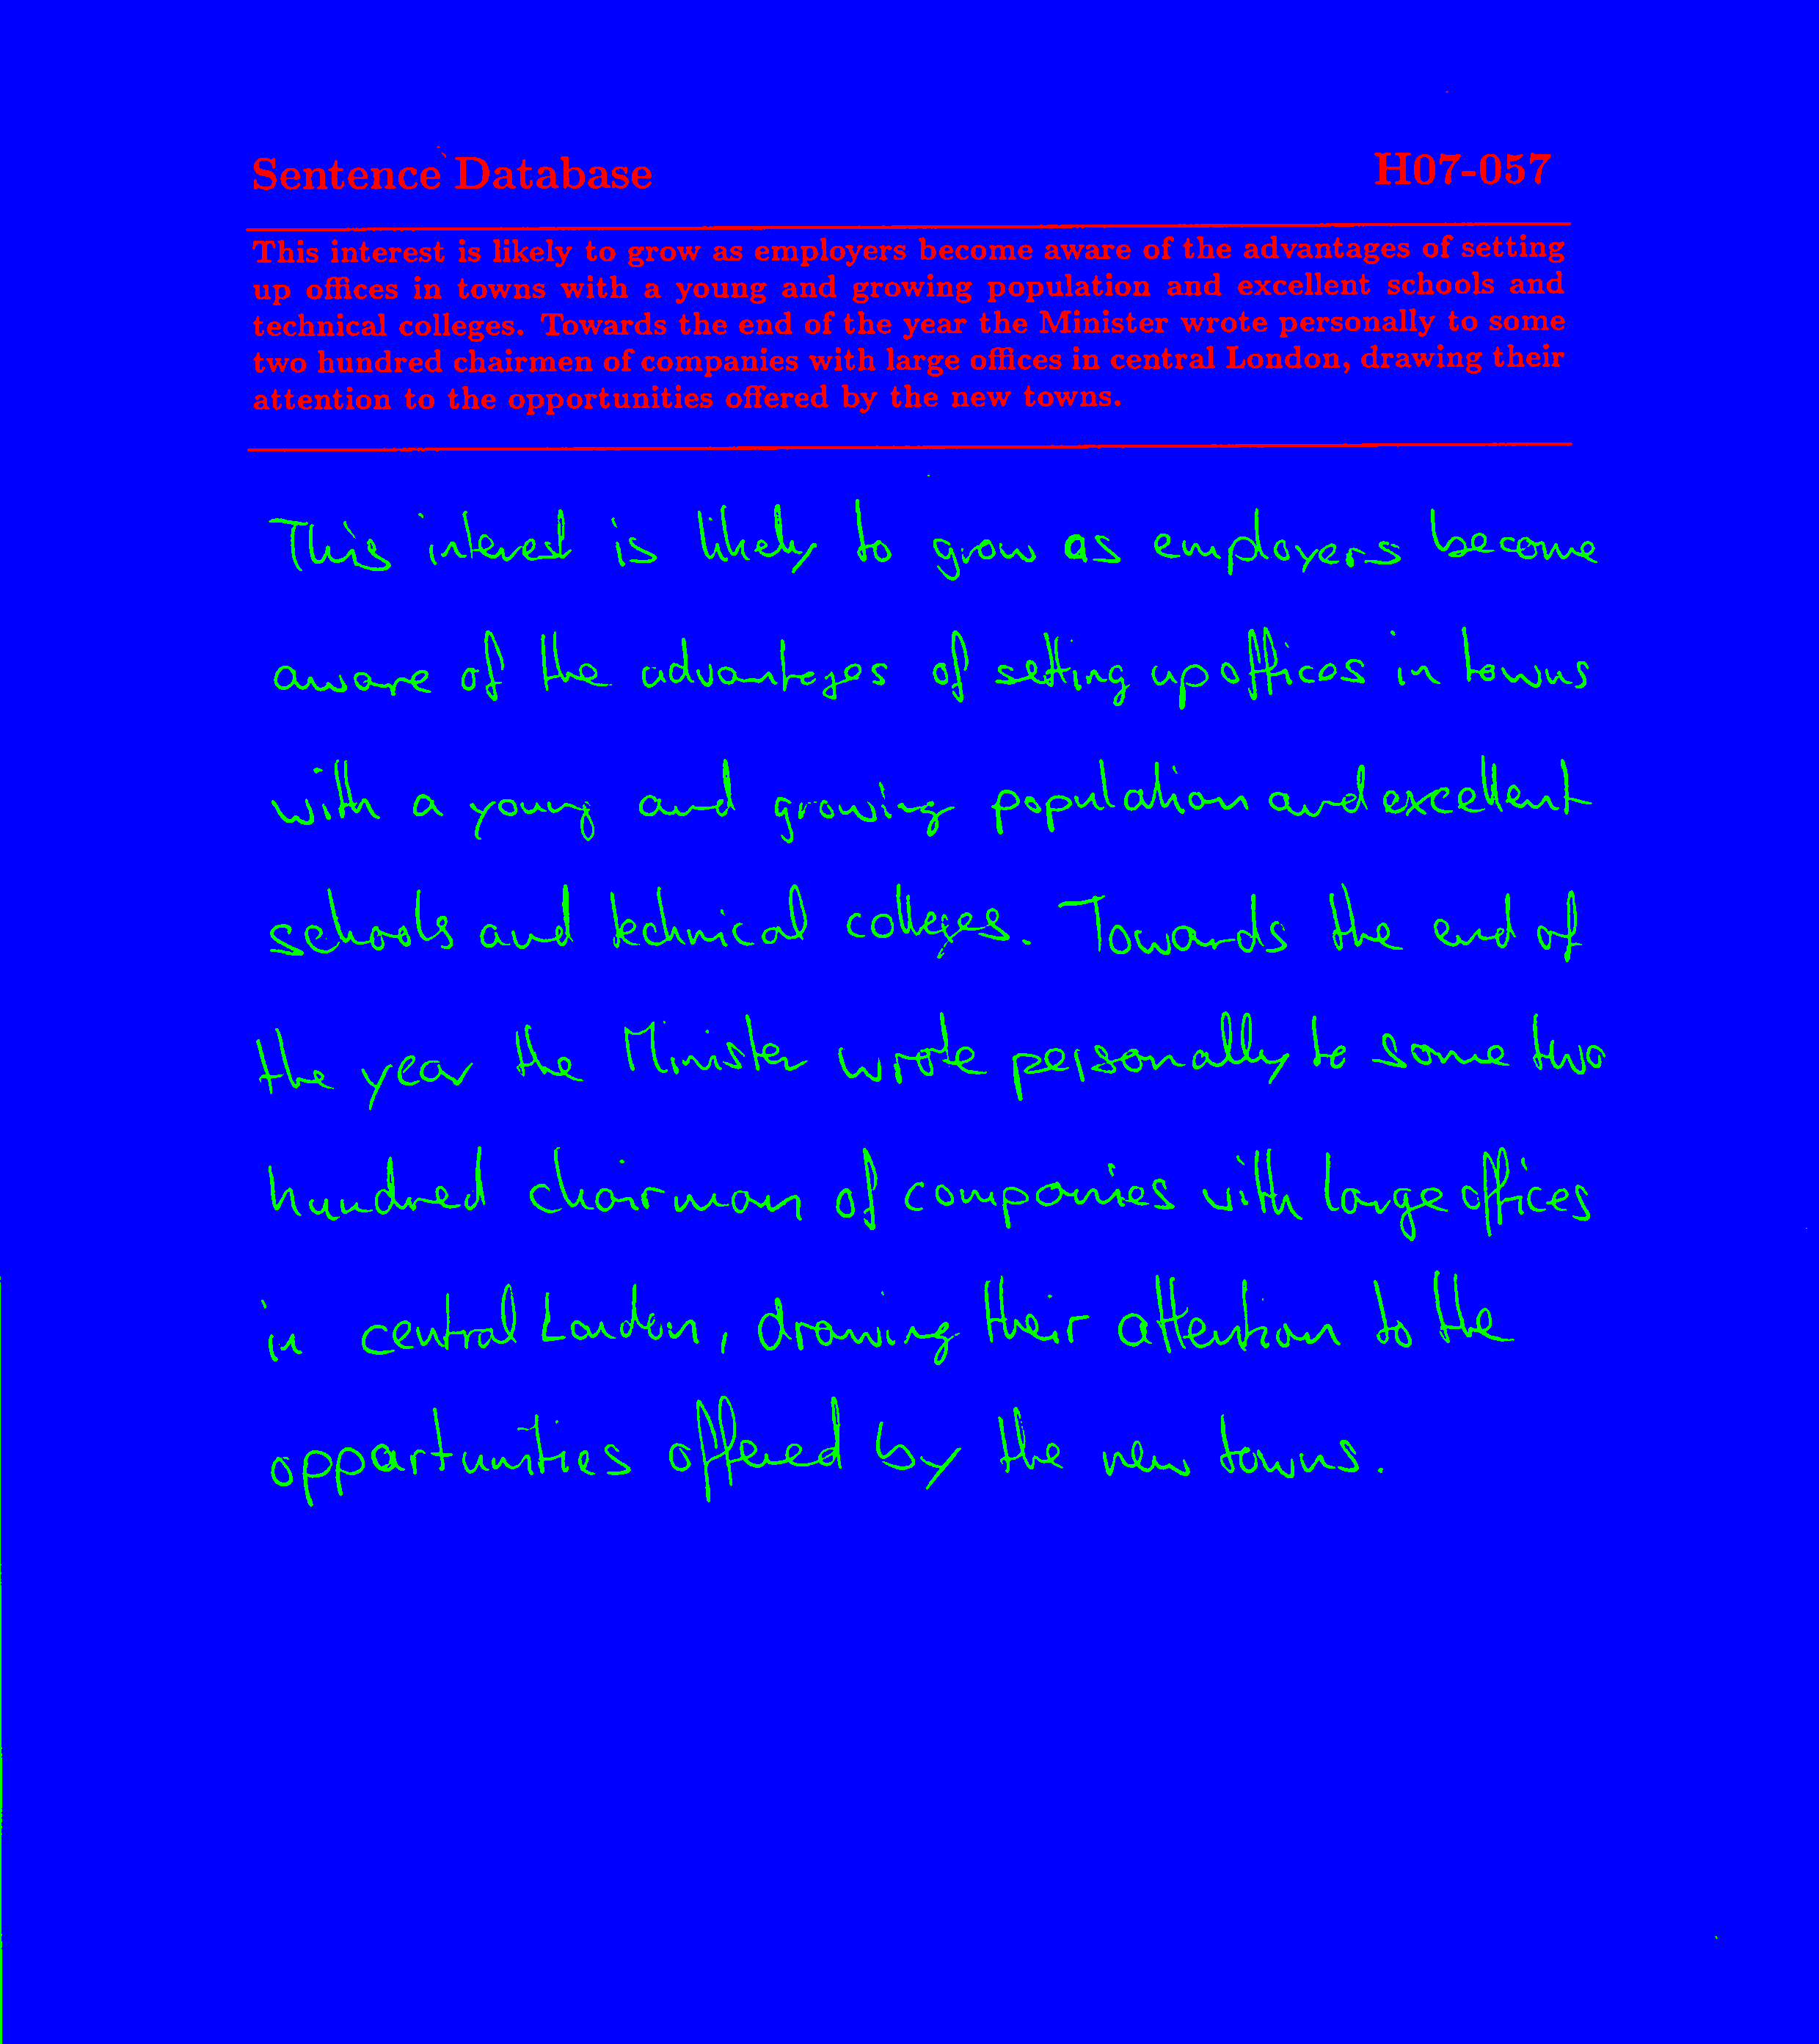 Sentence Database H07-057
This interest is likely to grow as employers become aware of the advantages of setting
up offices in towns with a young and growing population and excellent schools and
technical colleges. Towards the end of the year the Minister wrote personally to some
two hundred chairmen of companies with large offices in central London, drawing their
attention to the opportunities offered by the new towns.
This interest is likely to grow as employers become
aware of the advantages of setting up offices in towns
with a young and growing population and excellent
schools and technical colleges. Towards the end of
the year the Minister wrote personally to some two
hundred chairman of companies with large offices
in central London, drawing their attention to the
opportunities offered by the new towns.